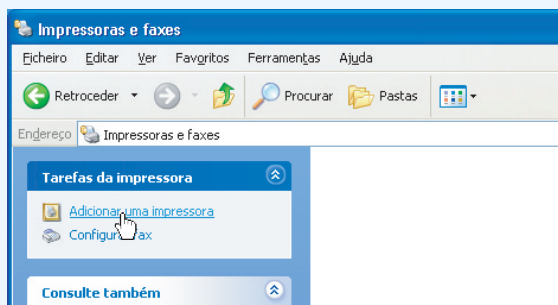 Impressoras e faxes
Ficheiro Editar Ver Favoritos Ferramentas Ajuda
Retroceder Procurar Pastas
Endereço Impressoras e faxes
Tarefas da impressora
Adicionar uma impressora
Configurar fax
Consulte também